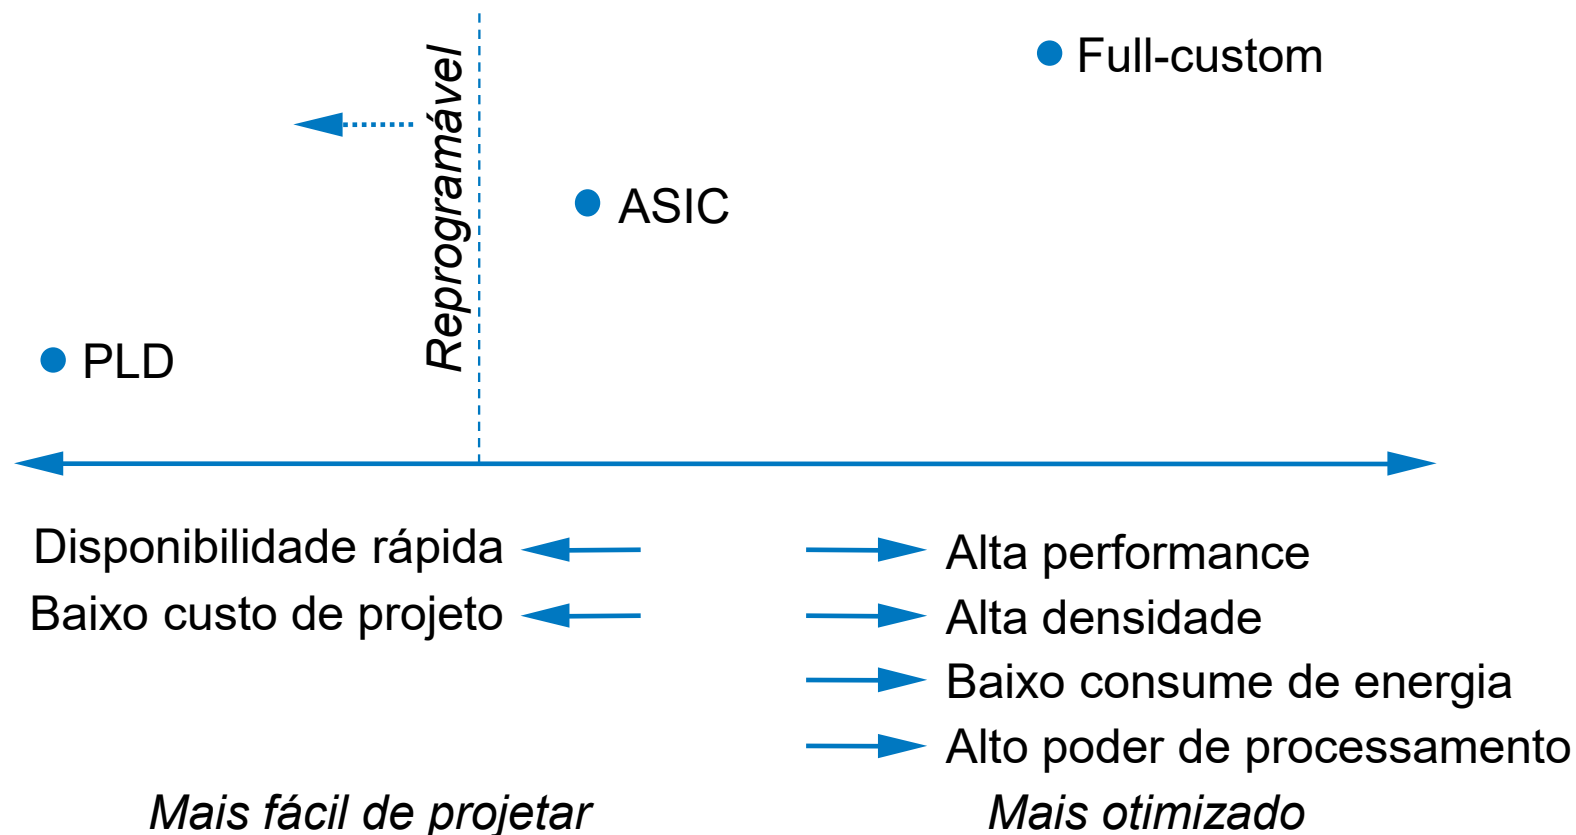 Full-custom
Reprogramável
ASIC
PLD
Disponibilidade rápida
Alta performance
Baixo custo de projeto
Alta densidade
Baixo consume de energia
Alto poder de processamento
Mais fácil de projetar
Mais otimizado